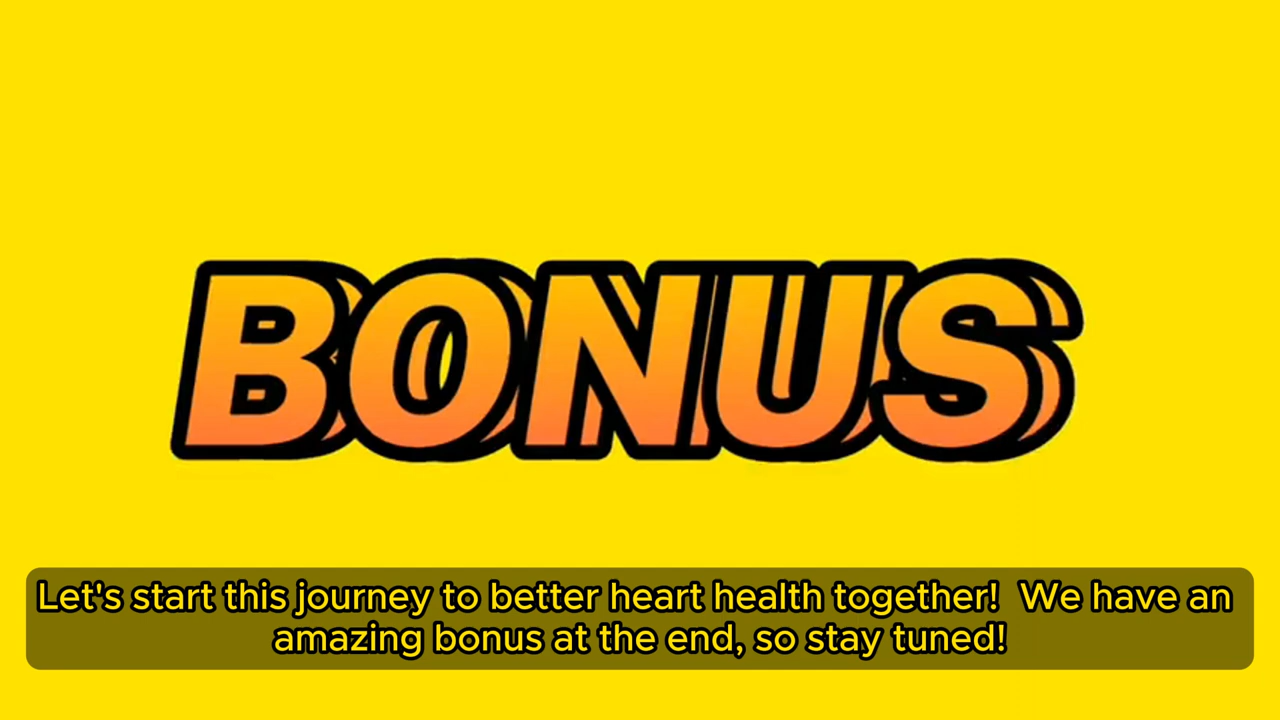 BONUS
Let's start this journey to better heart health together!  We have an
amazing bonus at the end, so stay tuned!